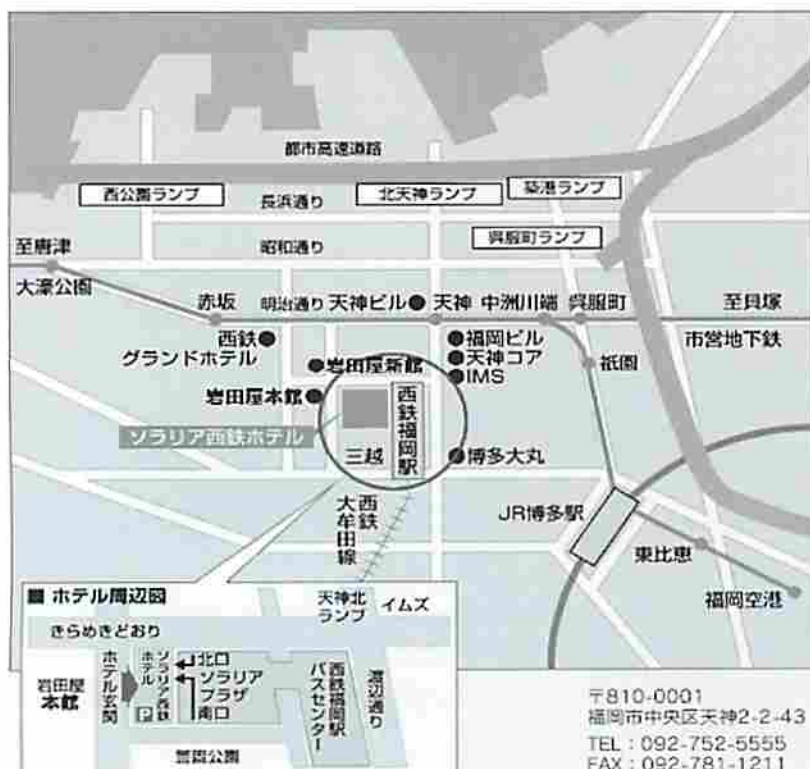 都市高速道路
西公園ランプ
長浜通り
北天神ランプ
築港ランプ
呉服町ランプ
至唐津
昭和通り
大濠公園
赤坂
明治通り
天神ビル
天神
中洲川端
呉服町
至貝塚
市営地下鉄
西鉄
グランドホテル
福岡ビル
天神コア
IMS
祇園
岩田屋新館
岩田屋本館
ソラリア西鉄ホテル
三越
西鉄福岡駅
博多大丸
西鉄
大牟田線
JR博多駅
東比恵
福岡空港
■ ホテル周辺図
天神北
ランプ
イムズ
きらめきどおり
岩田屋
本館
ホテル玄関
ソラリア西鉄
ホテル
P
北口
ソラリア
プラザ
南口
西鉄福岡駅
バスセンター
渡辺通り
警固公園
〒810-0001
福岡市中央区天神2-2-43
TEL：092-752-5555
FAX：092-781-1211